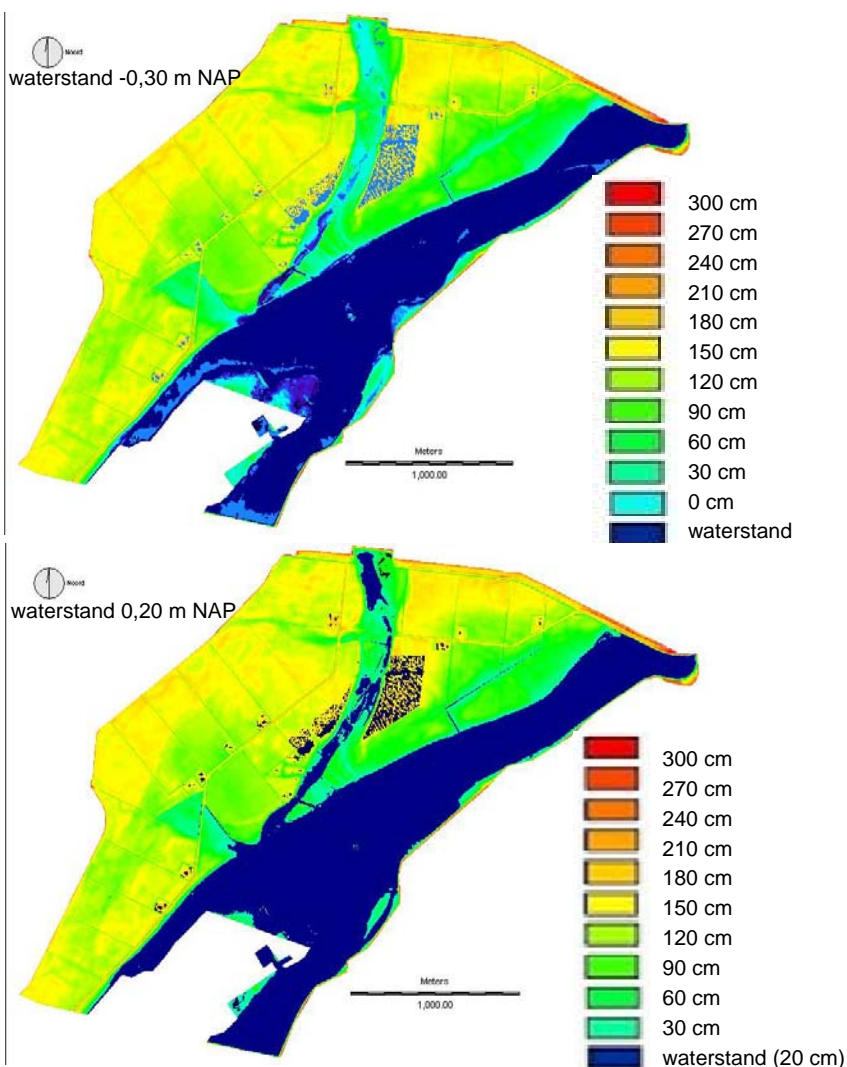 Noord
waterstand -0,30 m NAP
300 cm
270 cm
240 cm
210 cm
180 cm
150 cm
120 cm
90 cm
60 cm
30 cm
0 cm
waterstand
Meters
1,000.00
Noord
waterstand 0,20 m NAP
300 cm
270 cm
240 cm
210 cm
180 cm
150 cm
120 cm
90 cm
60 cm
30 cm
waterstand (20 cm)
Meters
1,000.00